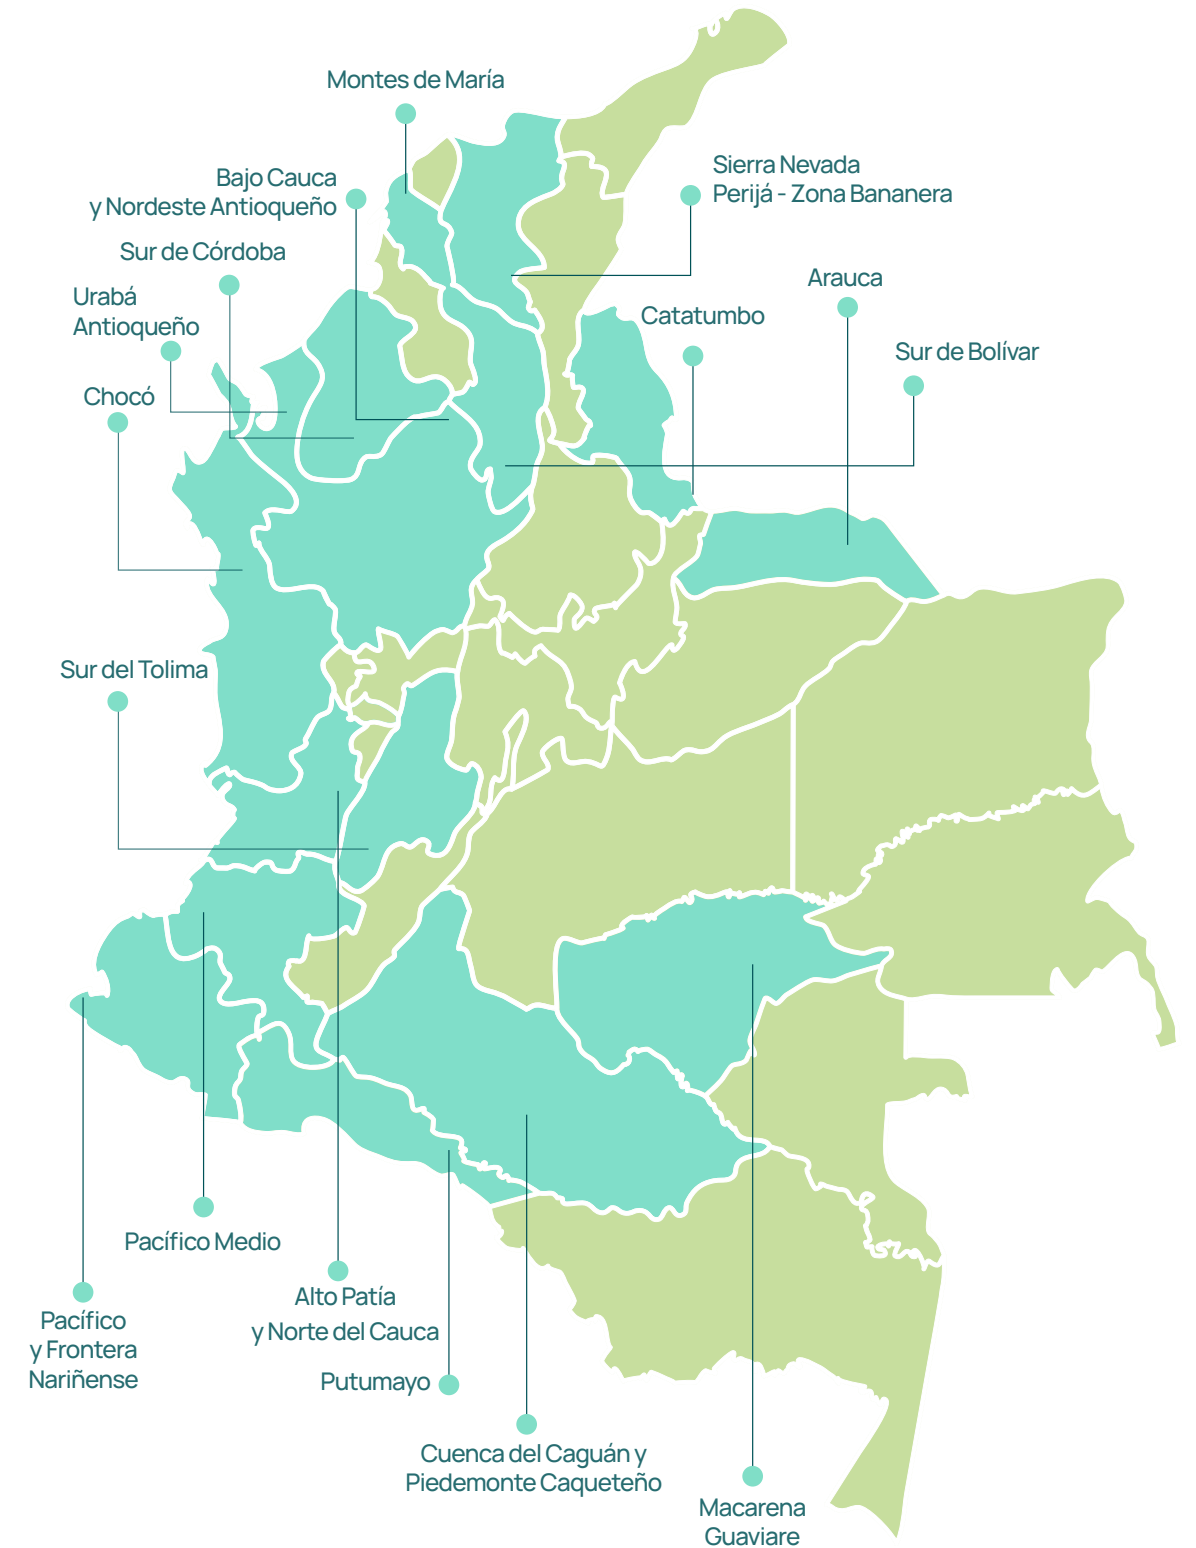 Montes de María
Bajo Cauca
y Nordeste Antioqueño
Sierra Nevada
Perijá - Zona Bananera
Sur de Córdoba
Arauca
Urabá
Antioqueño
Catatumbo
Sur de Bolívar
Chocó
Sur del Tolima
Pacífico Medio
Alto Patía
y Norte del Cauca
Pacífico
y Frontera
Nariñense
Putumayo
Cuenca del Caguán y
Piedemonte Caqueteño
Macarena
Guaviare